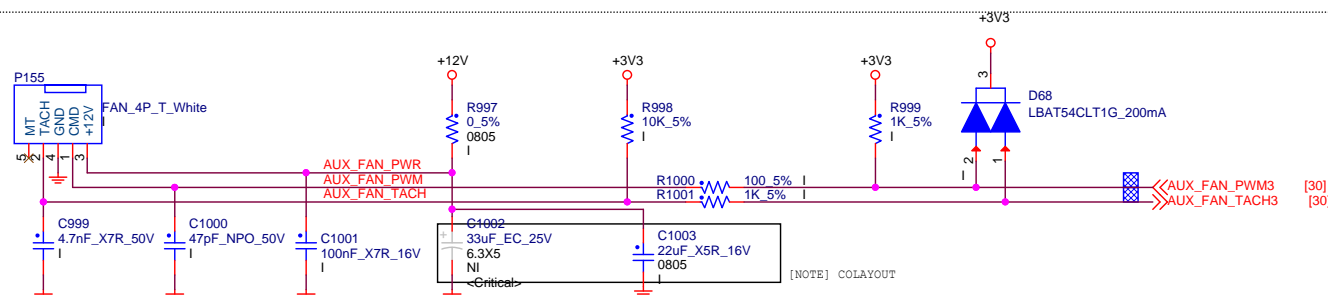 +3V3
+12V
+3V3
+3V3
P155
FAN_4P_T_White
I
MT
TACH
GND
CMD
+12V
5
2
4
1
3
R997
0_5%
0805
I
R998
10K_5%
I
R999
1K_5%
I
3
D68
LBAT54CLT1G_200mA
I
2
1
AUX_FAN_PWR
AUX_FAN_PWM
AUX_FAN_TACH
R1000
100_5%
I
R1001
1K_5%
I
AUX_FAN_PWM3
[30]
AUX_FAN_TACH3
[30]
C999
4.7nF_X7R_50V
I
C1000
47pF_NPO_50V
I
C1001
100nF_X7R_16V
I
+
C1002
33uF_EC_25V
6.3X5
NI
<Critical>
C1003
22uF_X5R_16V
0805
I
[NOTE] COLAYOUT